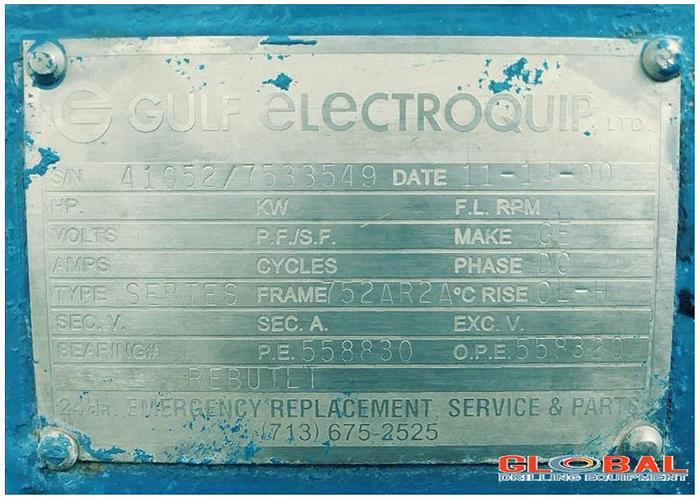 e GULF eLeCTROQUIP LTD.
S/N 41052/7533549 DATE 11-11-00
HP. KW F.L. RPM
VOLTS P.F./S.F. MAKE GE
AMPS CYCLES PHASE DC
TYPE SERIES FRAME 752AR2A °C RISE CL-H
SEC. V. SEC. A. EXC. V.
BEARING# P.E. 558830 O.P.E. 558320
REBUILT
24 Hr. EMERGENCY REPLACEMENT, SERVICE & PARTS
(713) 675-2525
GLOBAL
DRILLING EQUIPMENT